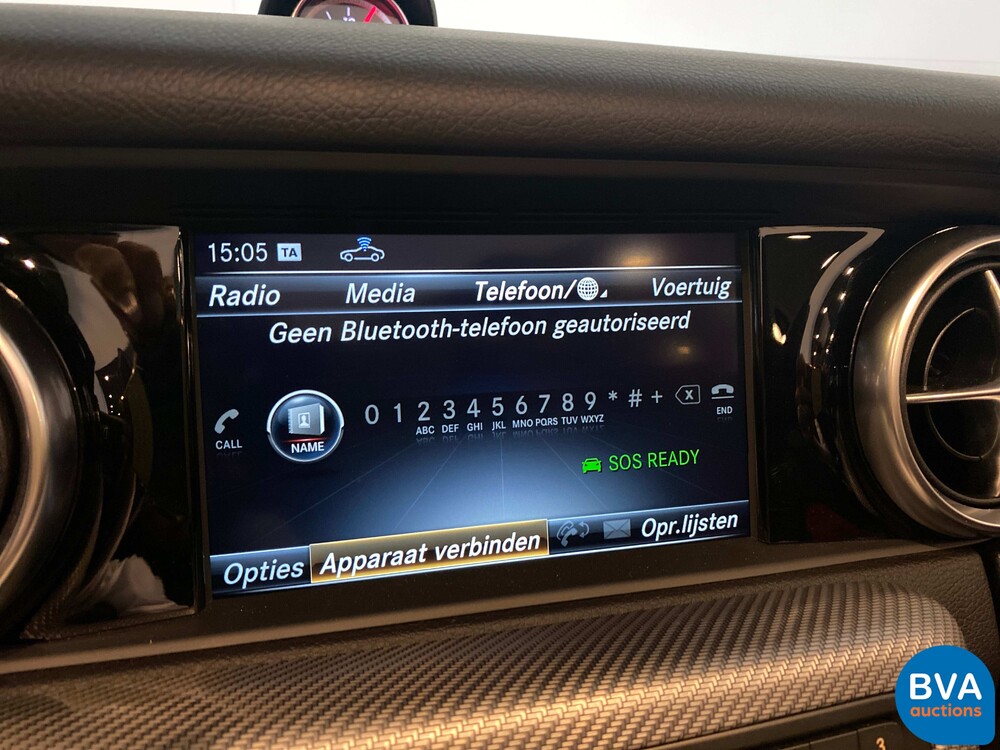 15:05 TA
Radio Media Telefoon/ Voertuig
Geen Bluetooth-telefoon geautoriseerd
CALL NAME 0 1 2 3 4 5 6 7 8 9 * # + END
ABC DEF GHI JKL MNO PQRS TUV WXYZ
SOS READY
Opties Apparaat verbinden Opr.lijsten
BVA
auctions
3